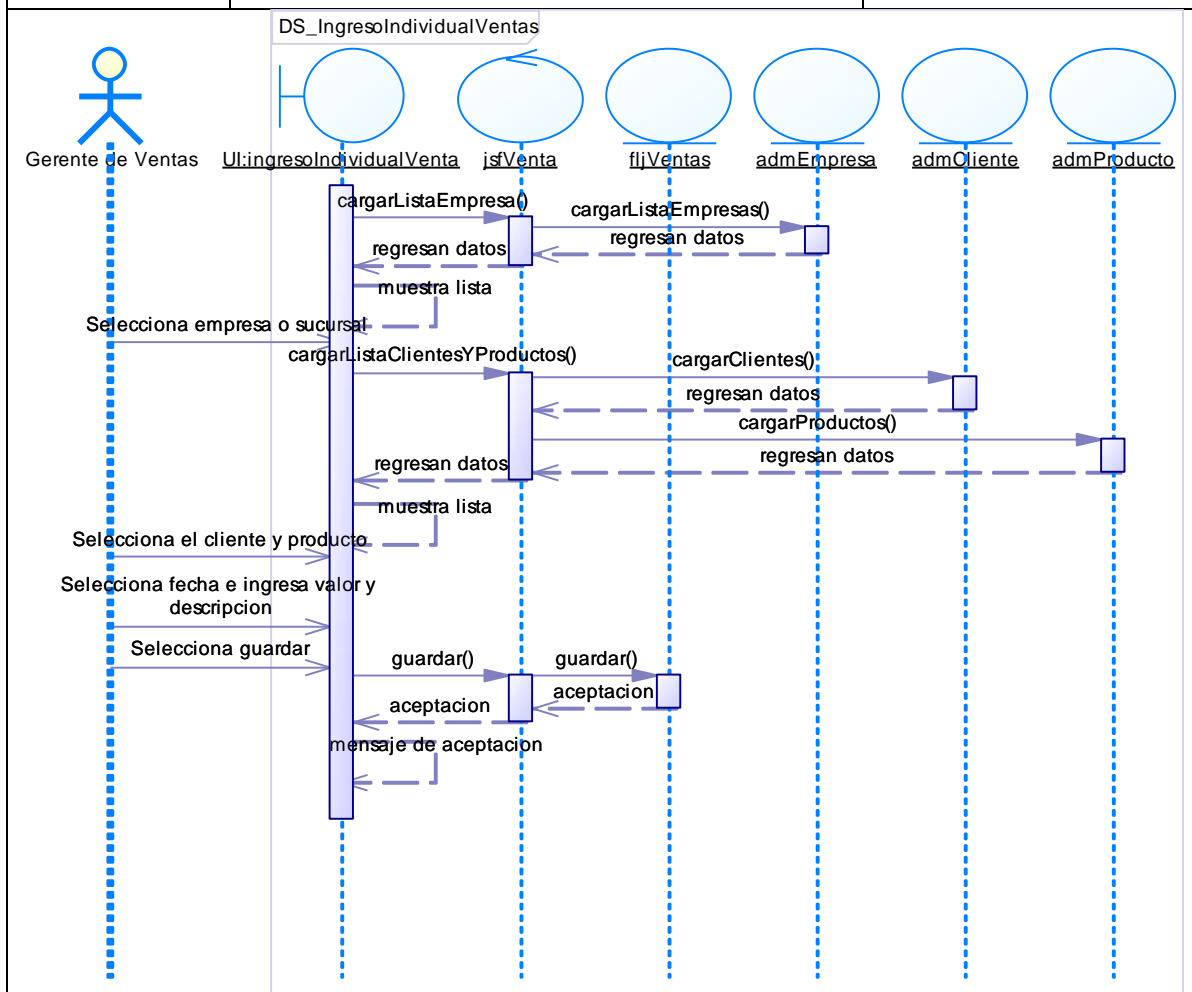 DS_IngresoIndividualVentas
Gerente de Ventas
UI:ingresoIndividualVenta
jsfVenta
fljVentas
admEmpresa
admCliente
admProducto
cargarListaEmpresa()
cargarListaEmpresas()
regresan datos
regresan datos
muestra lista
Selecciona empresa o sucursal
cargarListaClientesYProductos()
cargarClientes()
regresan datos
cargarProductos()
regresan datos
regresan datos
muestra lista
Selecciona el cliente y producto
Selecciona fecha e ingresa valor y
descripcion
Selecciona guardar
guardar()
guardar()
aceptacion
aceptacion
mensaje de aceptacion